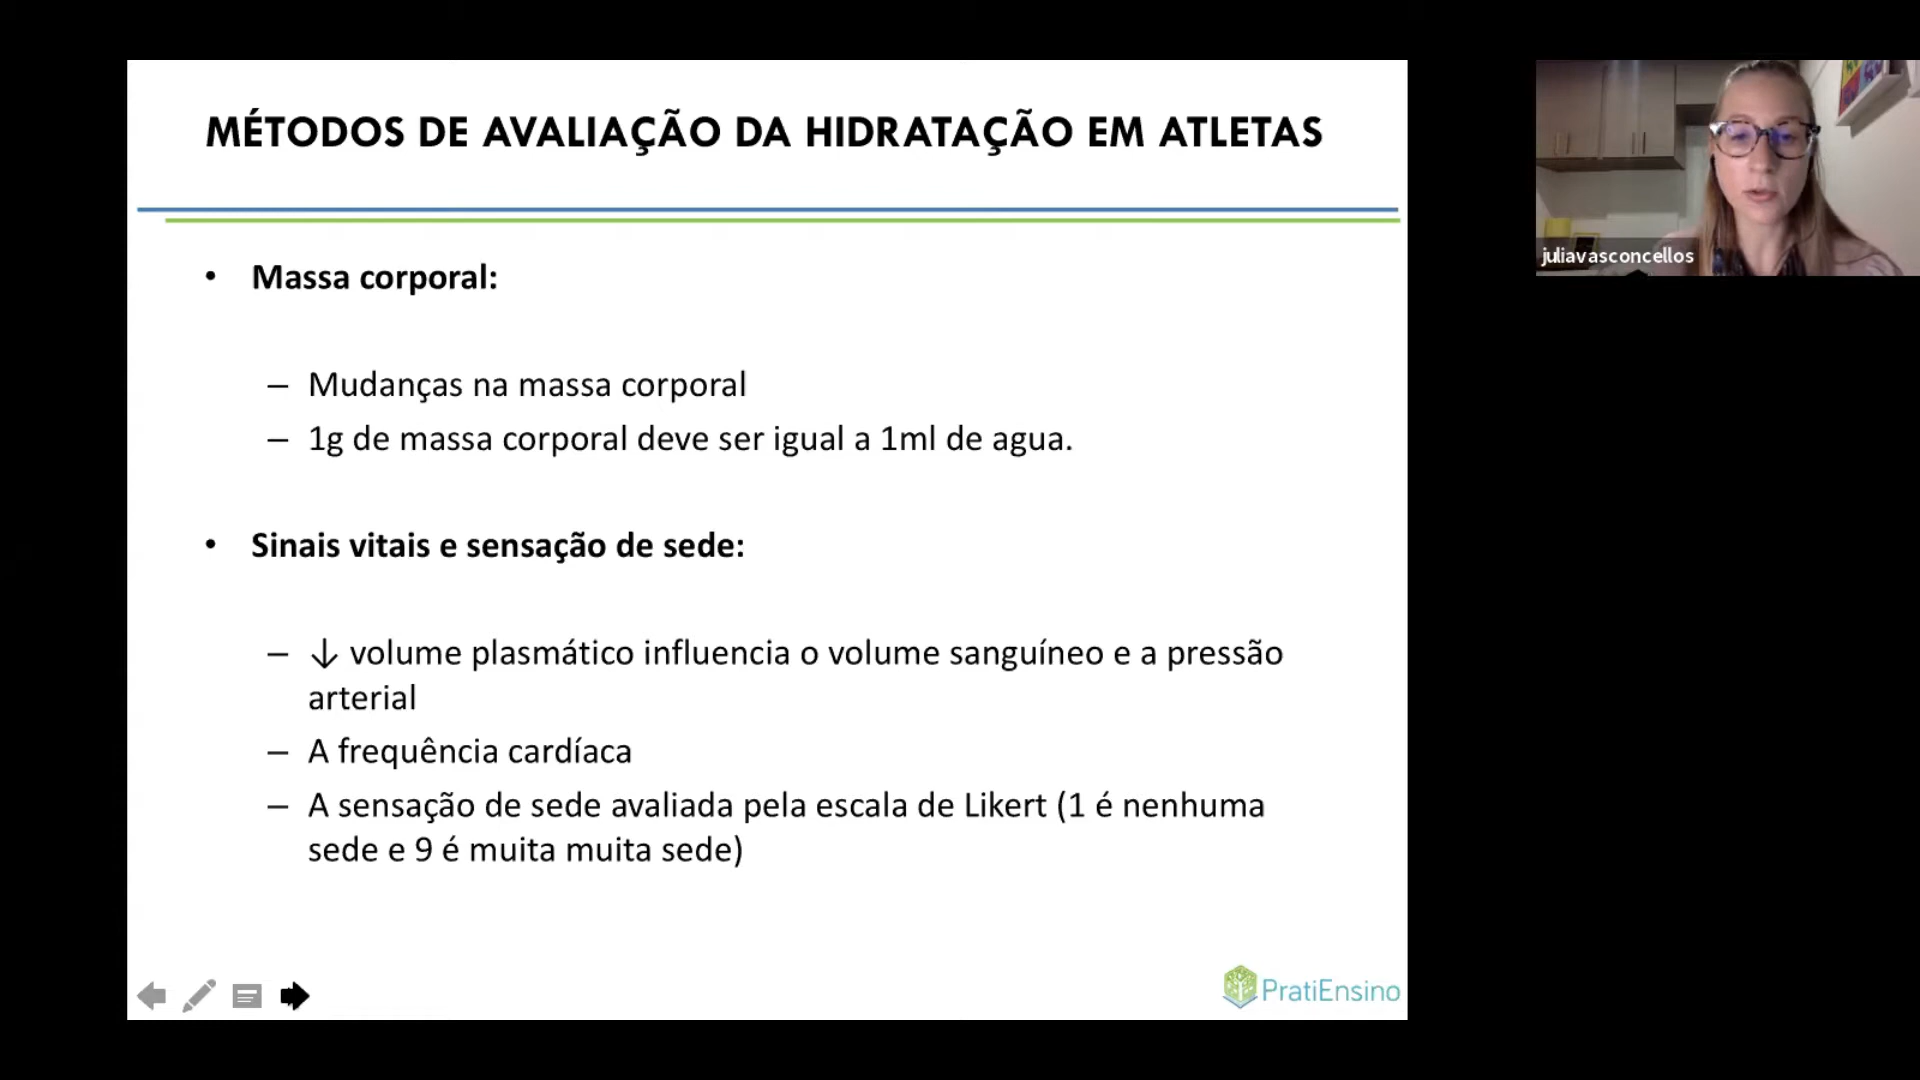 MÉTODOS DE AVALIAÇÃO DA HIDRATAÇÃO EM ATLETAS
• Massa corporal:
– Mudanças na massa corporal
– 1g de massa corporal deve ser igual a 1ml de agua.
• Sinais vitais e sensação de sede:
– ↓ volume plasmático influencia o volume sanguíneo e a pressão
arterial
– A frequência cardíaca
– A sensação de sede avaliada pela escala de Likert (1 é nenhuma
sede e 9 é muita muita sede)
PratiEnsino
juliavasconcellos